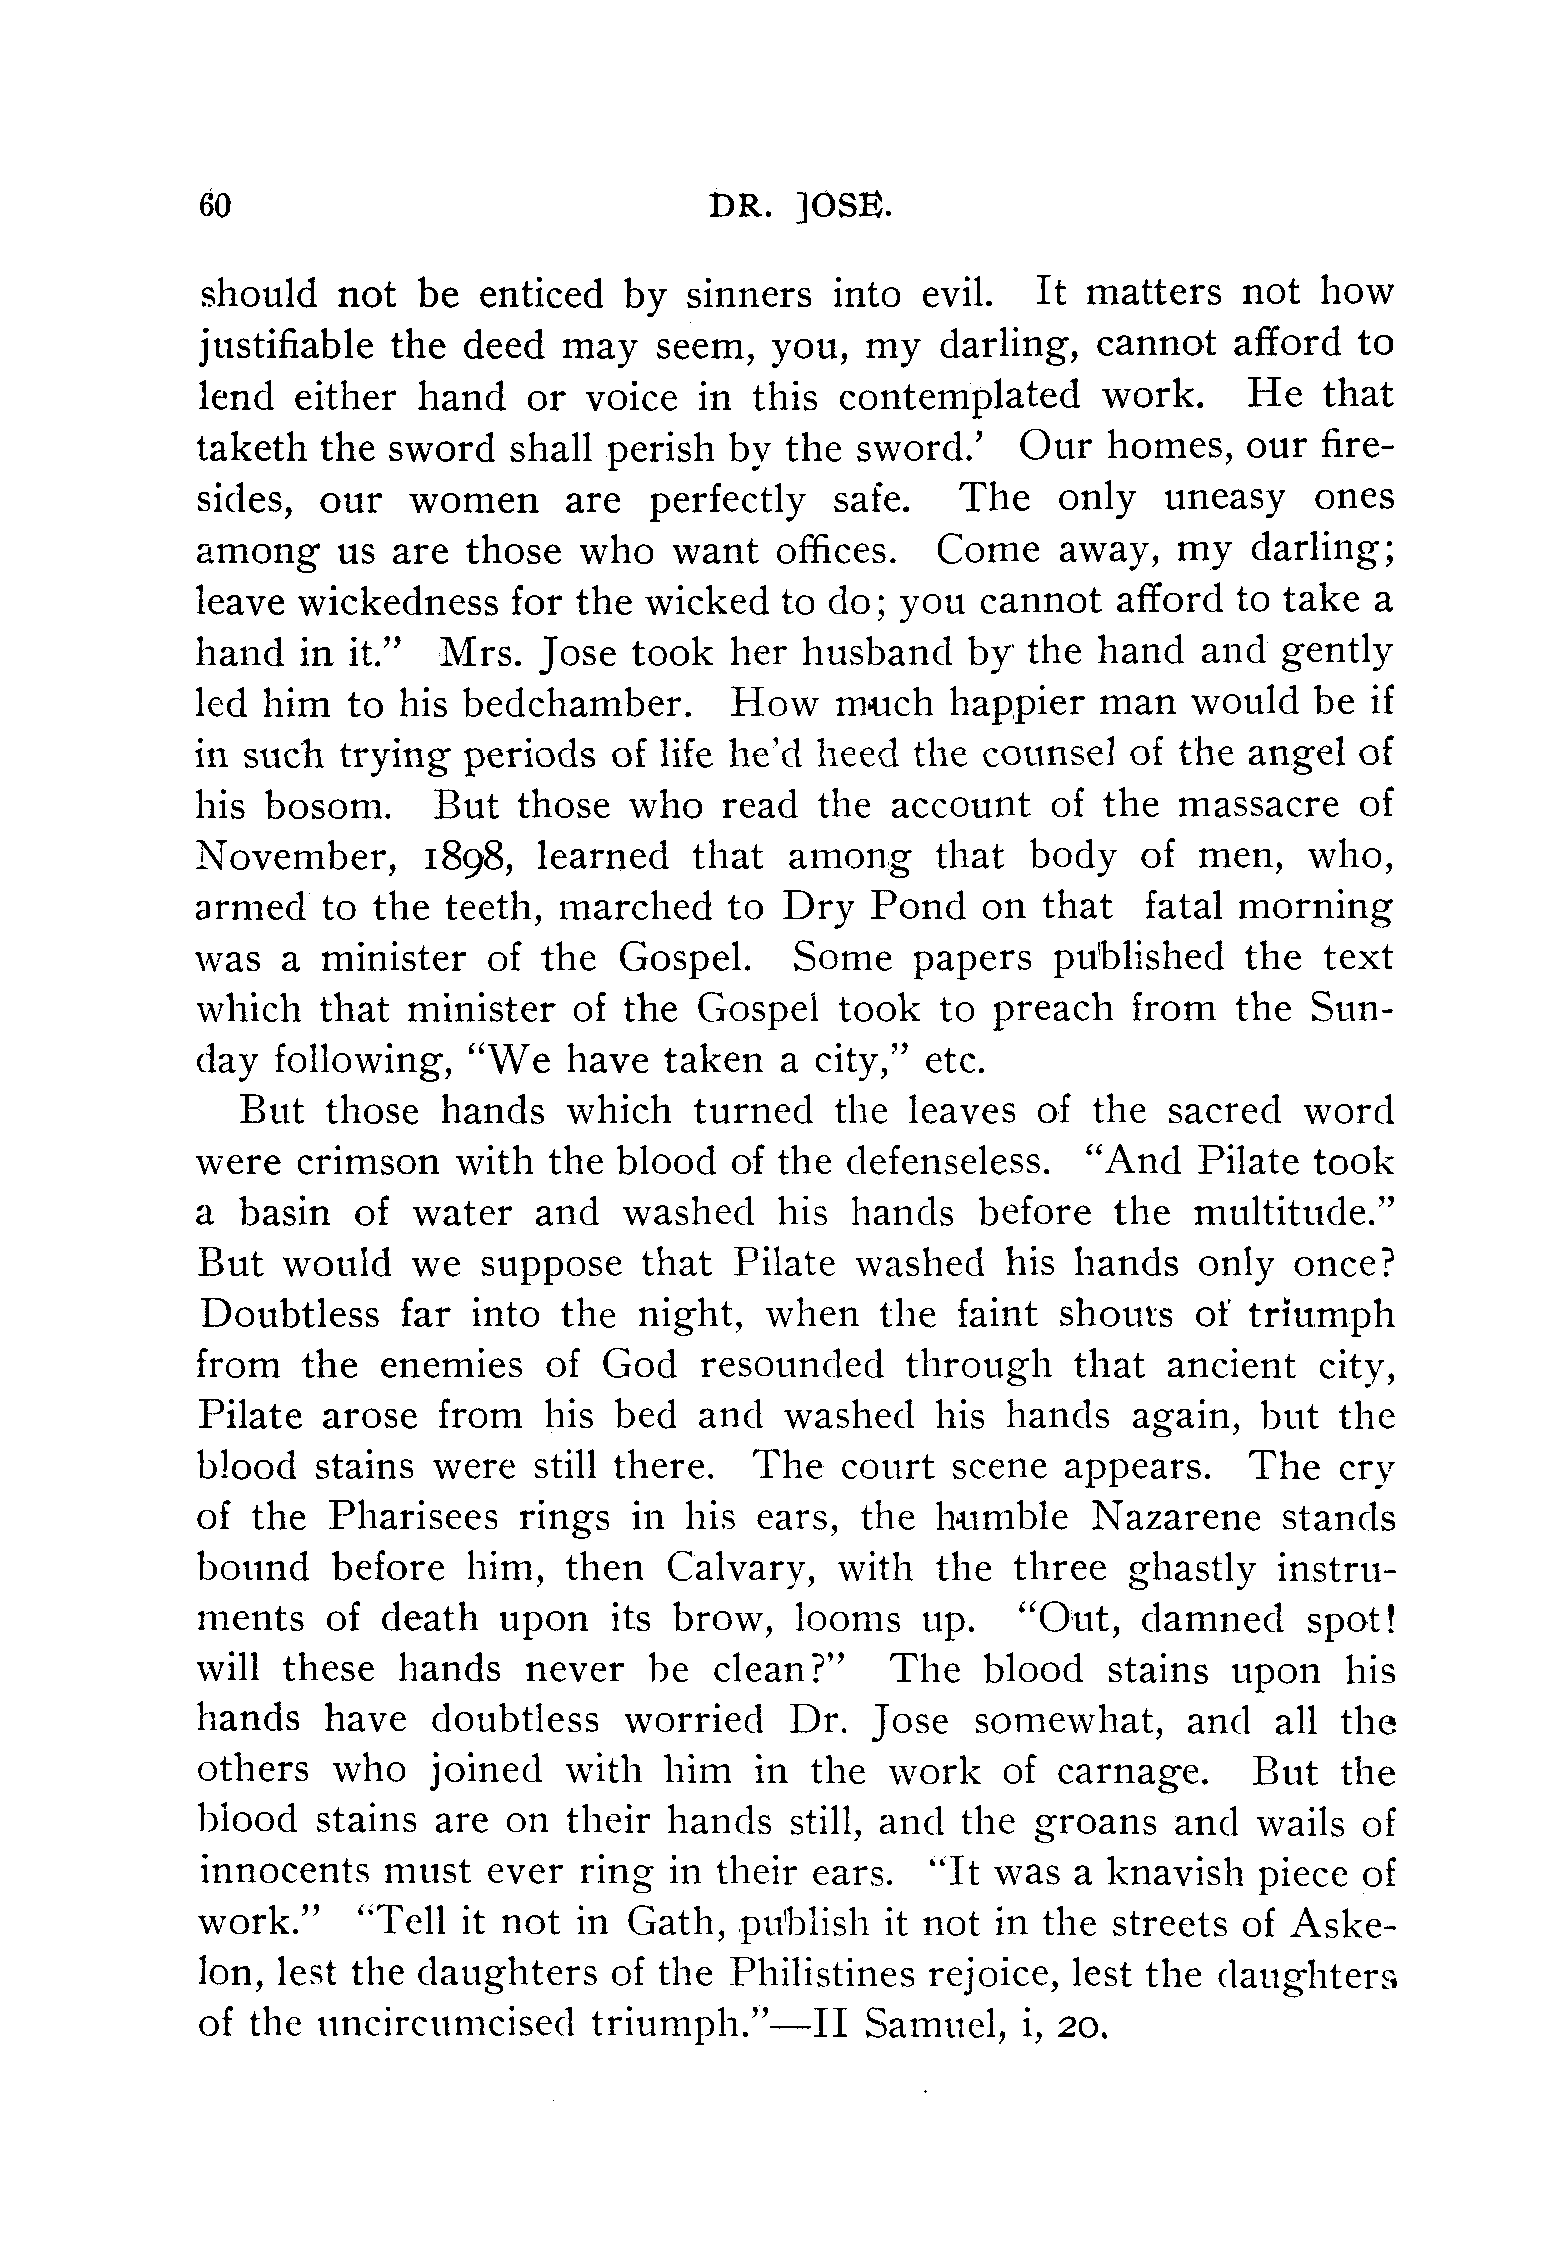 60 DR. JOSE.
should not be enticed by sinners into evil. It matters not how
justifiable the deed may seem, you, my darling, cannot afford to
lend either hand or voice in this contemplated work. He that
taketh the sword shall perish by the sword.’ Our homes, our fire-
sides, our women are perfectly safe. The only uneasy ones
among us are those who want offices. Come away, my darling;
leave wickedness for the wicked to do; you cannot afford to take a
hand in it.” Mrs. Jose took her husband by the hand and gently
led him to his bedchamber. How much happier man would be if
in such trying periods of life he’d heed the counsel of the angel of
his bosom. But those who read the account of the massacre of
November, 1898, learned that among that body of men, who,
armed to the teeth, marched to Dry Pond on that fatal morning
was a minister of the Gospel. Some papers published the text
which that minister of the Gospel took to preach from the Sun-
day following, “We have taken a city,” etc.
But those hands which turned the leaves of the sacred word
were crimson with the blood of the defenseless. “And Pilate took
a basin of water and washed his hands before the multitude.”
But would we suppose that Pilate washed his hands only once?
Doubtless far into the night, when the faint shouts of triumph
from the enemies of God resounded through that ancient city,
Pilate arose from his bed and washed his hands again, but the
blood stains were still there. The court scene appears. The cry
of the Pharisees rings in his ears, the humble Nazarene stands
bound before him, then Calvary, with the three ghastly instru-
ments of death upon its brow, looms up. “Out, damned spot!
will these hands never be clean?” The blood stains upon his
hands have doubtless worried Dr. Jose somewhat, and all the
others who joined with him in the work of carnage. But the
blood stains are on their hands still, and the groans and wails of
innocents must ever ring in their ears. “It was a knavish piece of
work.” “Tell it not in Gath, publish it not in the streets of Aske-
lon, lest the daughters of the Philistines rejoice, lest the daughters
of the uncircumcised triumph.”—II Samuel, i, 20.